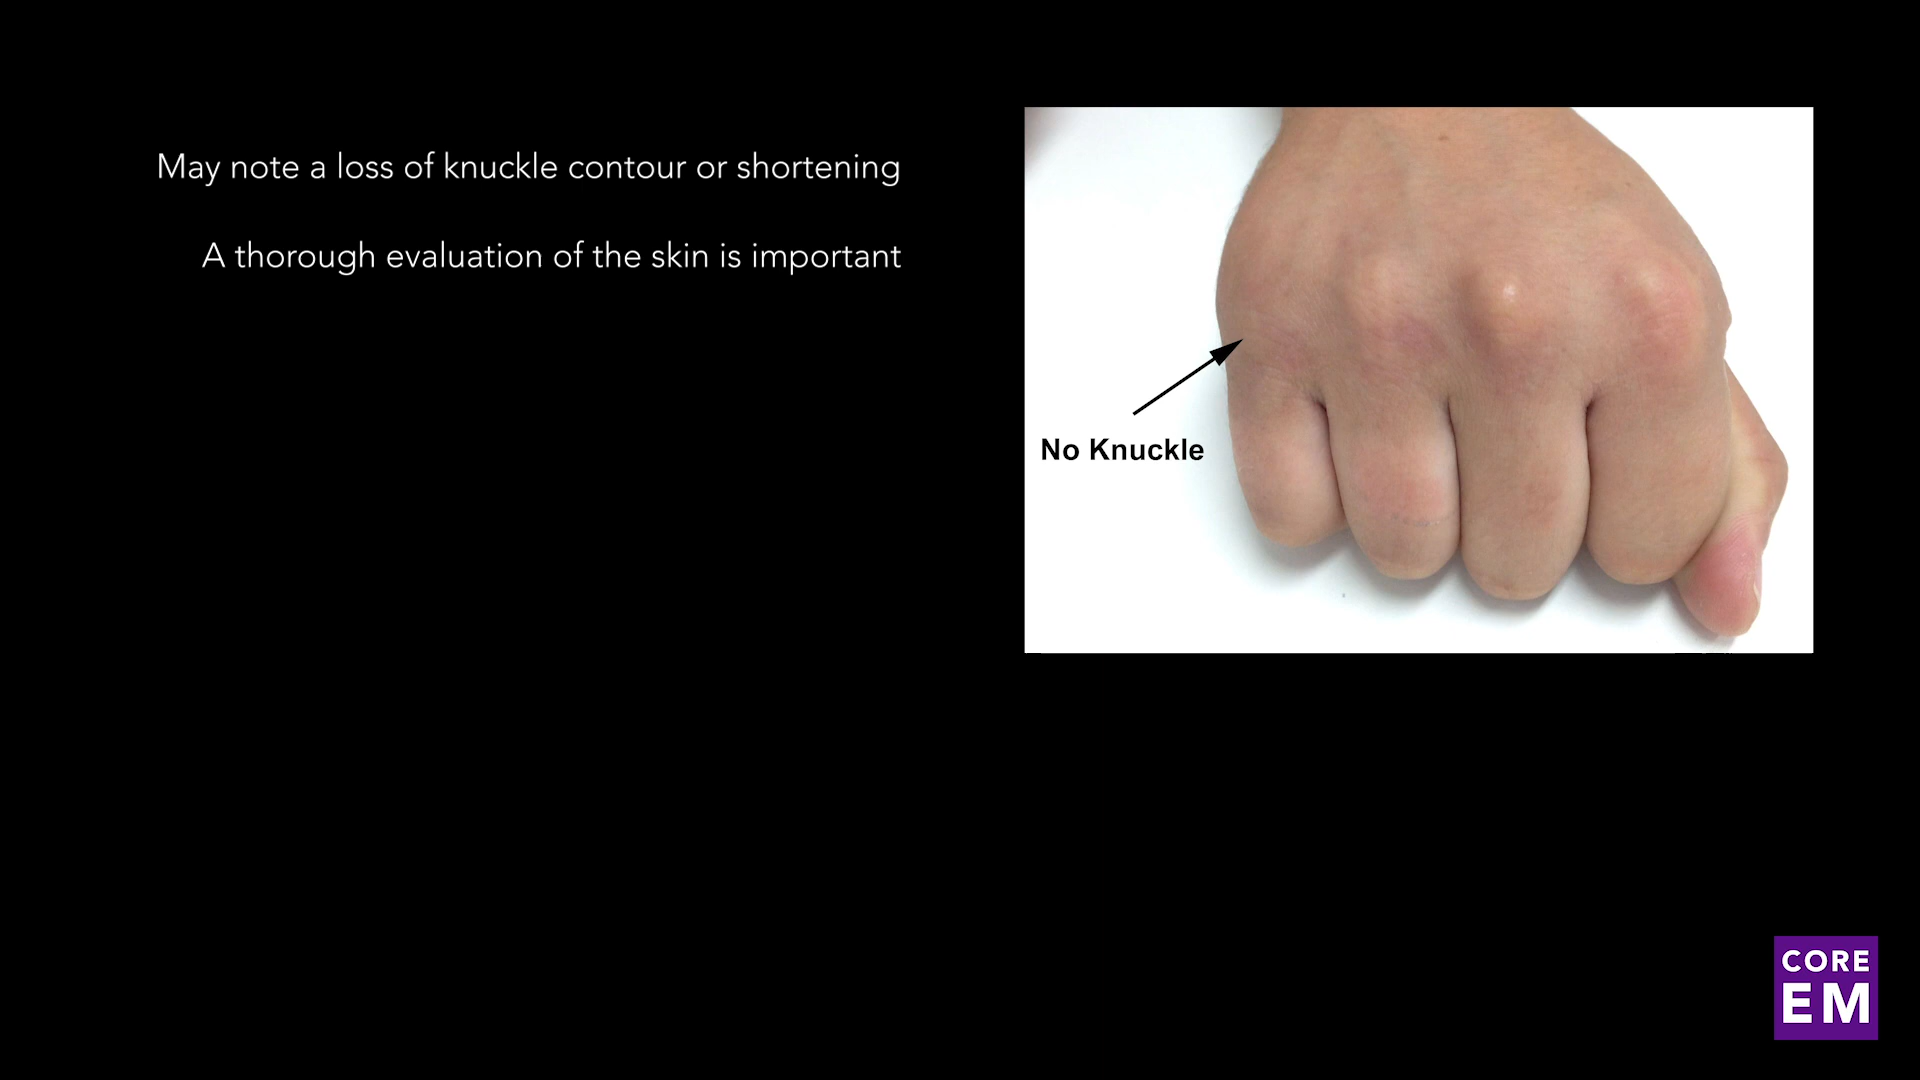 May note a loss of knuckle contour or shortening
A thorough evaluation of the skin is important
No Knuckle
CORE
EM